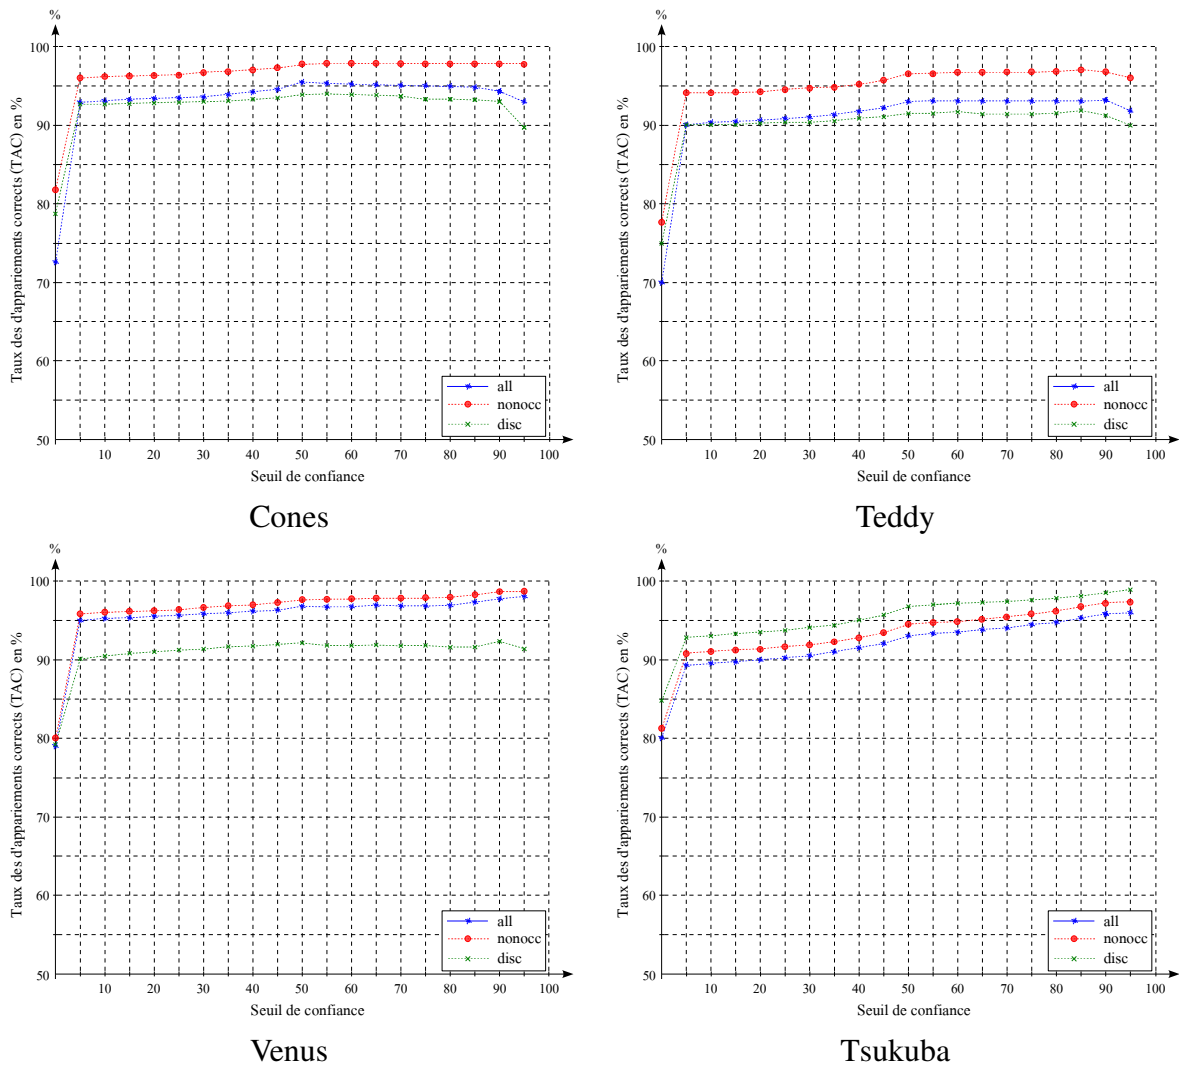 %
100
90
80
70
60
50
Taux des d'appariements corrects (TAC) en %
all
nonocc
disc
10 20 30 40 50 60 70 80 90 100
Seuil de confiance
Cones
%
100
90
80
70
60
50
Taux des d'appariements corrects (TAC) en %
all
nonocc
disc
10 20 30 40 50 60 70 80 90 100
Seuil de confiance
Teddy
%
100
90
80
70
60
50
Taux des d'appariements corrects (TAC) en %
all
nonocc
disc
10 20 30 40 50 60 70 80 90 100
Seuil de confiance
Venus
%
100
90
80
70
60
50
Taux des d'appariements corrects (TAC) en %
all
nonocc
disc
10 20 30 40 50 60 70 80 90 100
Seuil de confiance
Tsukuba